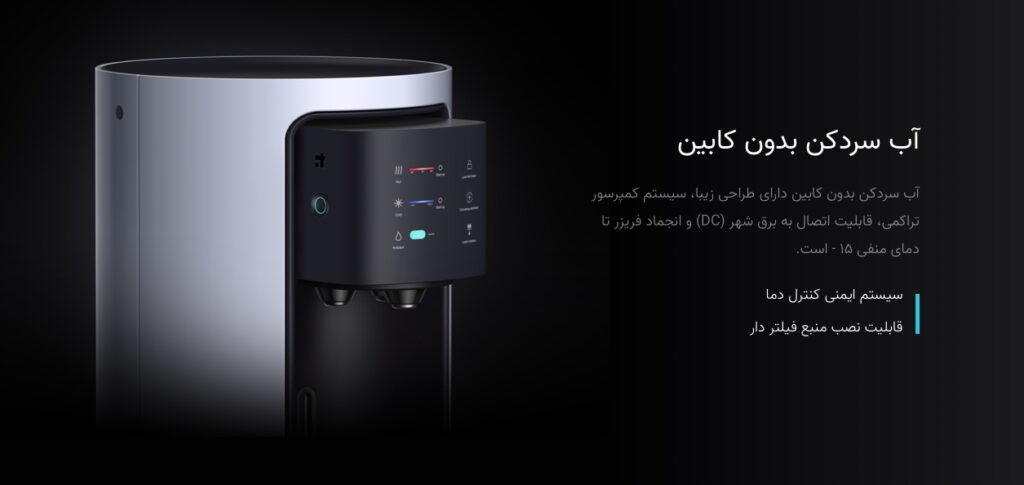 آب سردکن بدون کابین
آب سردکن بدون کابین دارای طراحی زیبا، سیستم کمپرسور
تراکمی، قابلیت اتصال به برق شهر (DC) و انجماد فریزر تا
دمای منفی ۱۵ - است.
سیستم ایمنی کنترل دما
قابلیت نصب منبع فیلتر دار